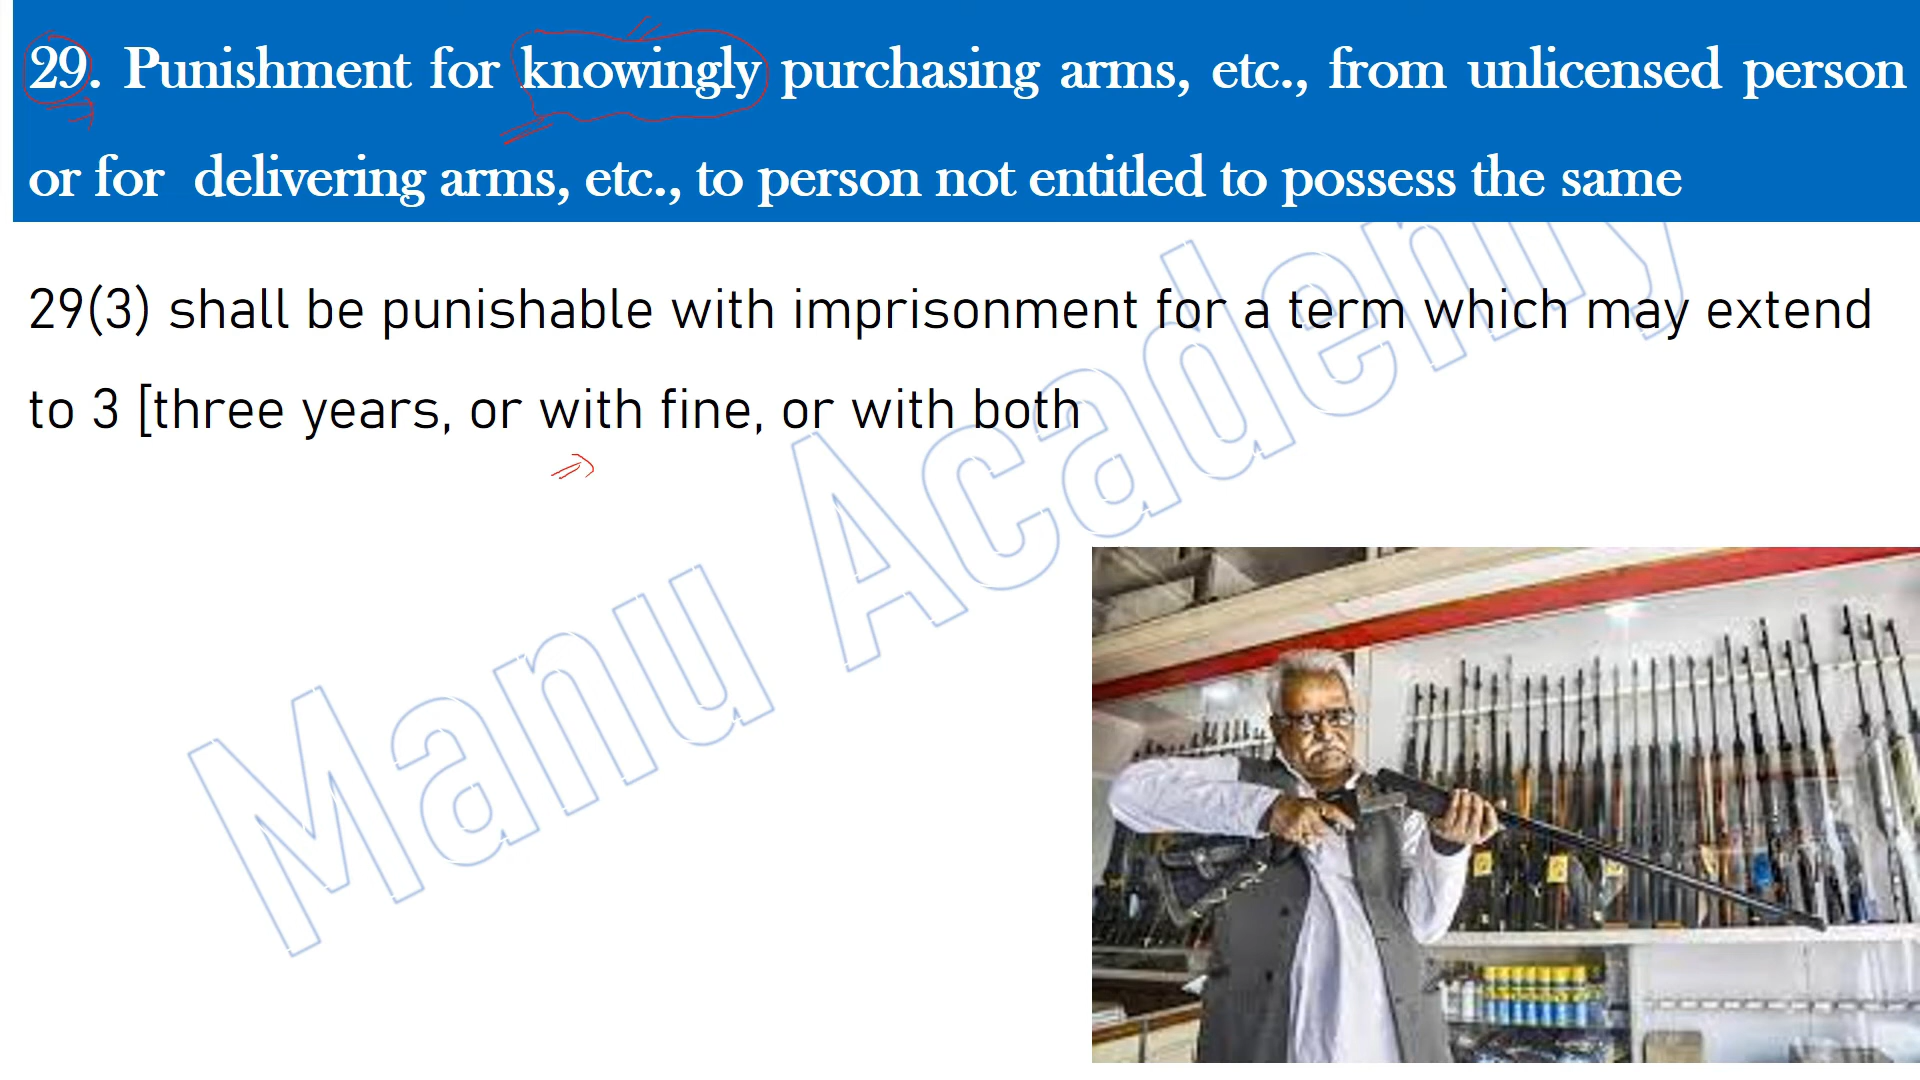 29. Punishment for knowingly purchasing arms, etc., from unlicensed person
or for delivering arms, etc., to person not entitled to possess the same
29(3) shall be punishable with imprisonment for a term which may extend
to 3 [three years, or with fine, or with both
Manu Academy